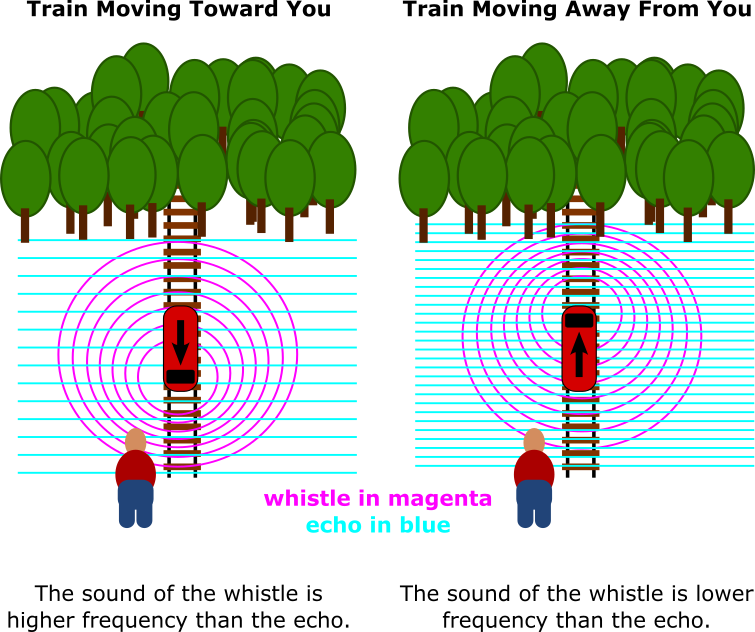 Train Moving Toward You
Train Moving Away From You
whistle in magenta
echo in blue
The sound of the whistle is
higher frequency than the echo.
The sound of the whistle is lower
frequency than the echo.